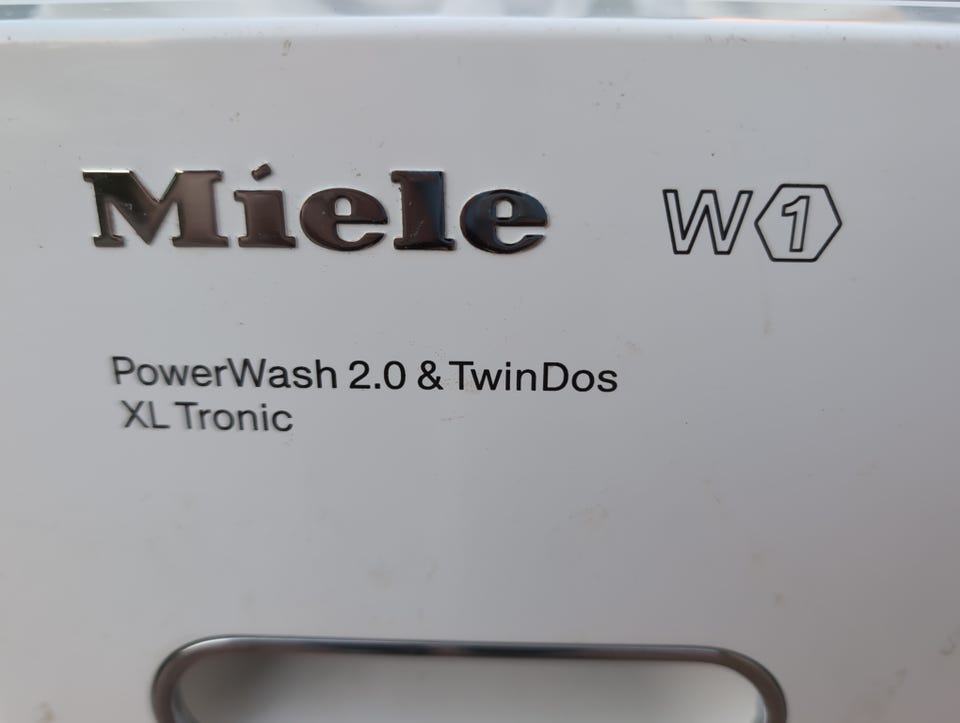 Miele W1
PowerWash 2.0 & TwinDos
XL Tronic